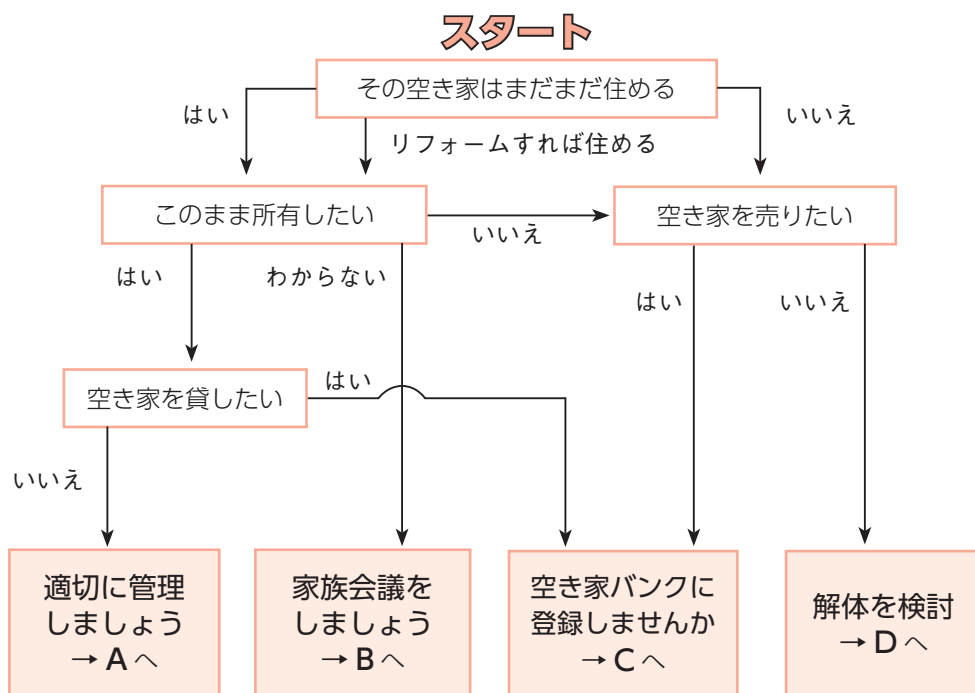 スタート
その空き家はまだまだ住める
はい
リフォームすれば住める
いいえ
このまま所有したい
いいえ
空き家を売りたい
はい
わからない
はい
いいえ
空き家を貸したい
はい
いいえ
適切に管理
しましょう
→ A へ
家族会議を
しましょう
→ B へ
空き家バンクに
登録しませんか
→ C へ
解体を検討
→ D へ